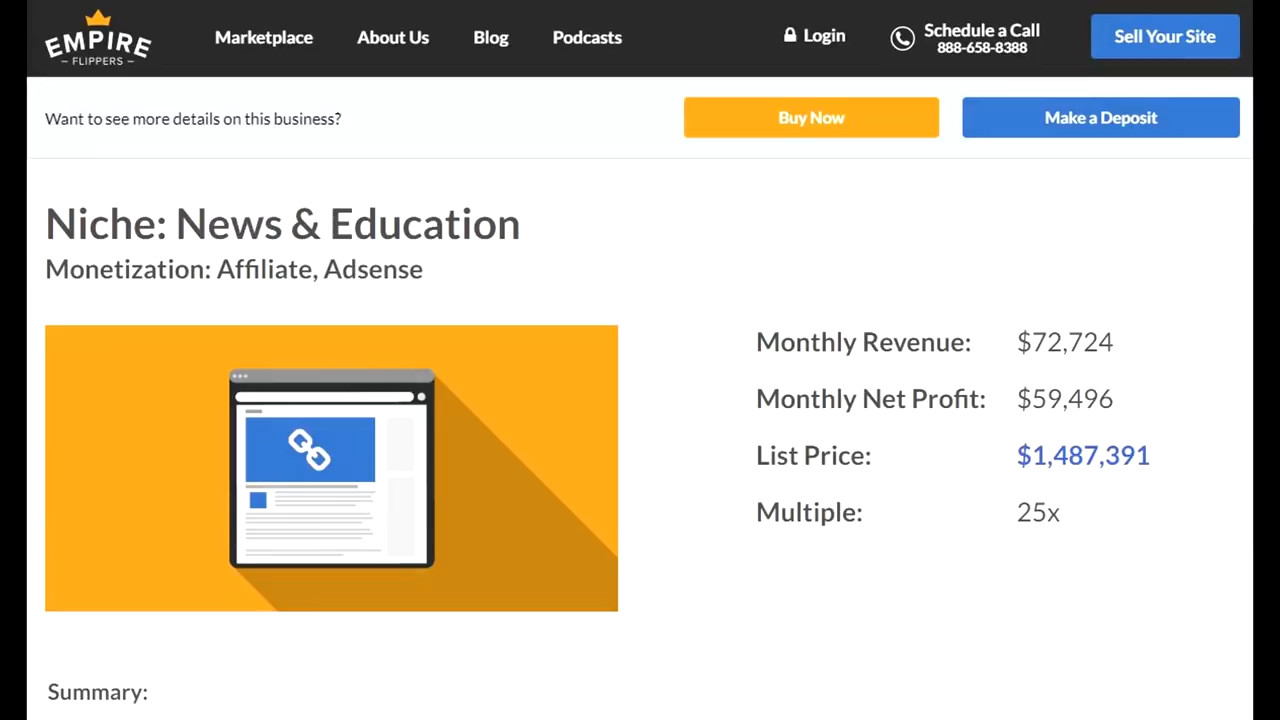 EMPIRE
FLIPPERS
Marketplace
About Us
Blog
Podcasts
Login
Schedule a Call
888-658-8388
Sell Your Site
Want to see more details on this business?
Buy Now
Make a Deposit
Niche: News & Education
Monetization: Affiliate, Adsense
Monthly Revenue: $72,724
Monthly Net Profit: $59,496
List Price: $1,487,391
Multiple: 25x
Summary: